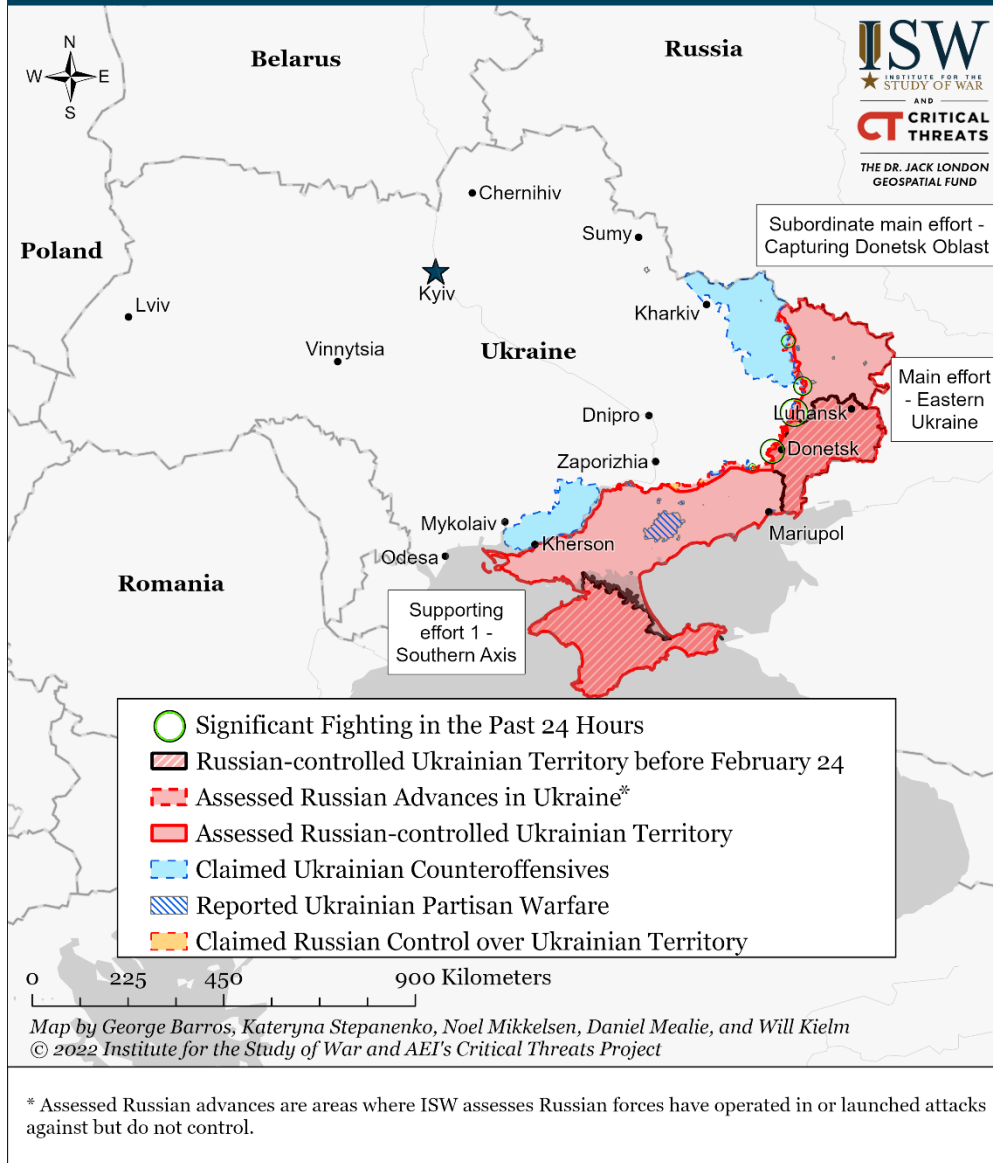 N
W E
S
Belarus
Russia
ISW
INSTITUTE FOR THE
STUDY OF WAR
AND
CT CRITICAL
THREATS
THE DR. JACK LONDON
GEOSPATIAL FUND
Chernihiv
Sumy
Subordinate main effort -
Capturing Donetsk Oblast
Poland
Kyiv
Lviv
Kharkiv
Vinnytsia
Ukraine
Main effort
- Eastern
Ukraine
Luhansk
Dnipro
Donetsk
Zaporizhia
Mykolaiv
Mariupol
Kherson
Odesa
Romania
Supporting
effort 1 -
Southern Axis
Significant Fighting in the Past 24 Hours
Russian-controlled Ukrainian Territory before February 24
Assessed Russian Advances in Ukraine*
Assessed Russian-controlled Ukrainian Territory
Claimed Ukrainian Counteroffensives
Reported Ukrainian Partisan Warfare
Claimed Russian Control over Ukrainian Territory
0 225 450 900 Kilometers
Map by George Barros, Kateryna Stepanenko, Noel Mikkelsen, Daniel Mealie, and Will Kielm
© 2022 Institute for the Study of War and AEI's Critical Threats Project
* Assessed Russian advances are areas where ISW assesses Russian forces have operated in or launched attacks
against but do not control.